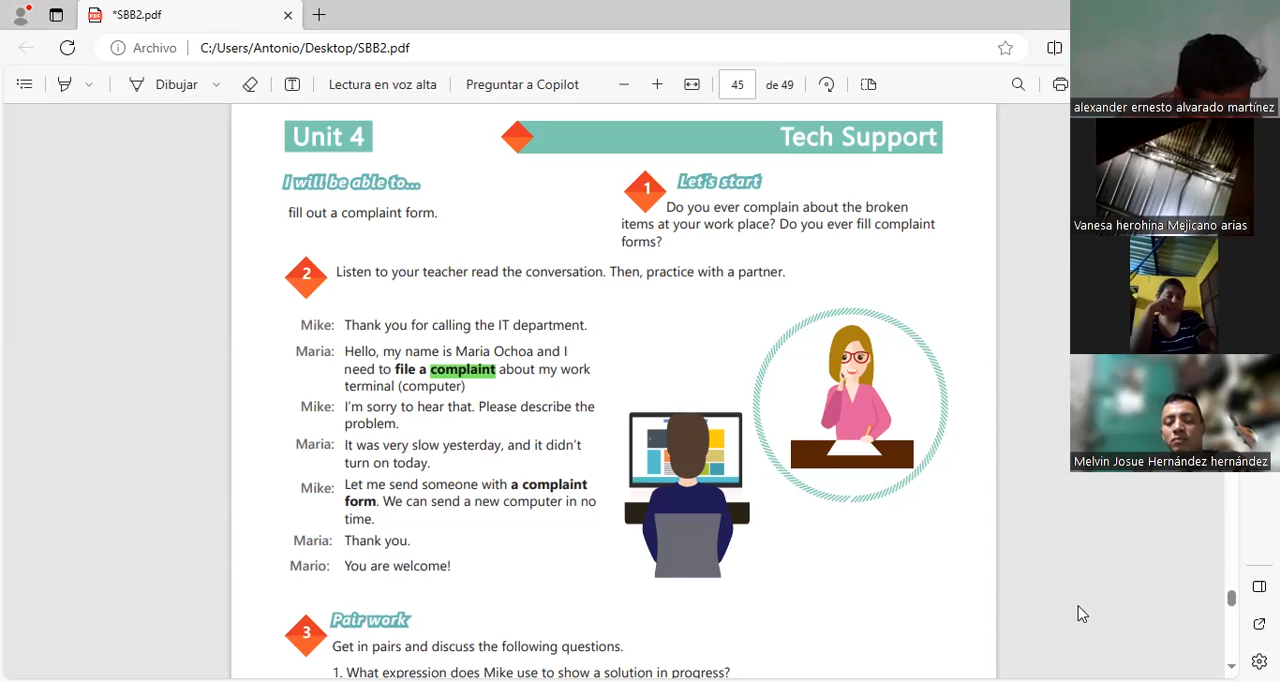 *SBB2.pdf
Archivo
C:/Users/Antonio/Desktop/SBB2.pdf
Dibujar
Lectura en voz alta
Preguntar a Copilot
45
de 49
Unit 4
Tech Support
I will be able to...
fill out a complaint form.
1
Let's start
Do you ever complain about the broken
items at your work place? Do you ever fill complaint
forms?
2
Listen to your teacher read the conversation. Then, practice with a partner.
Mike: Thank you for calling the IT department.
Maria: Hello, my name is Maria Ochoa and I
need to file a complaint about my work
terminal (computer)
Mike: I'm sorry to hear that. Please describe the
problem.
Maria: It was very slow yesterday, and it didn't
turn on today.
Mike: Let me send someone with a complaint
form. We can send a new computer in no
time.
Maria: Thank you.
Mario: You are welcome!
3
Pair work
Get in pairs and discuss the following questions.
1. What expression does Mike use to show a solution in progress?
alexander ernesto alvarado martínez
Vanesa herohina Mejicano arias
Melvin Josue Hernández hernández